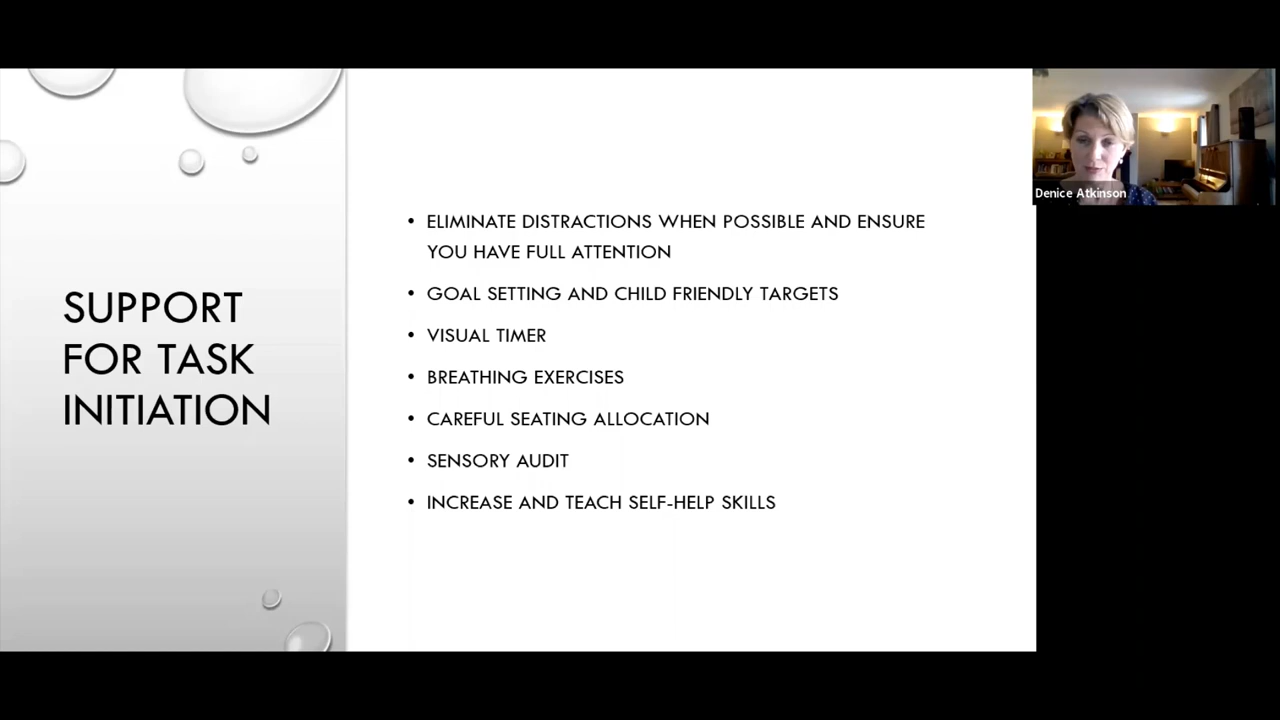 SUPPORT
FOR TASK
INITIATION
• ELIMINATE DISTRACTIONS WHEN POSSIBLE AND ENSURE
YOU HAVE FULL ATTENTION
• GOAL SETTING AND CHILD FRIENDLY TARGETS
• VISUAL TIMER
• BREATHING EXERCISES
• CAREFUL SEATING ALLOCATION
• SENSORY AUDIT
• INCREASE AND TEACH SELF-HELP SKILLS
Denice Atkinson